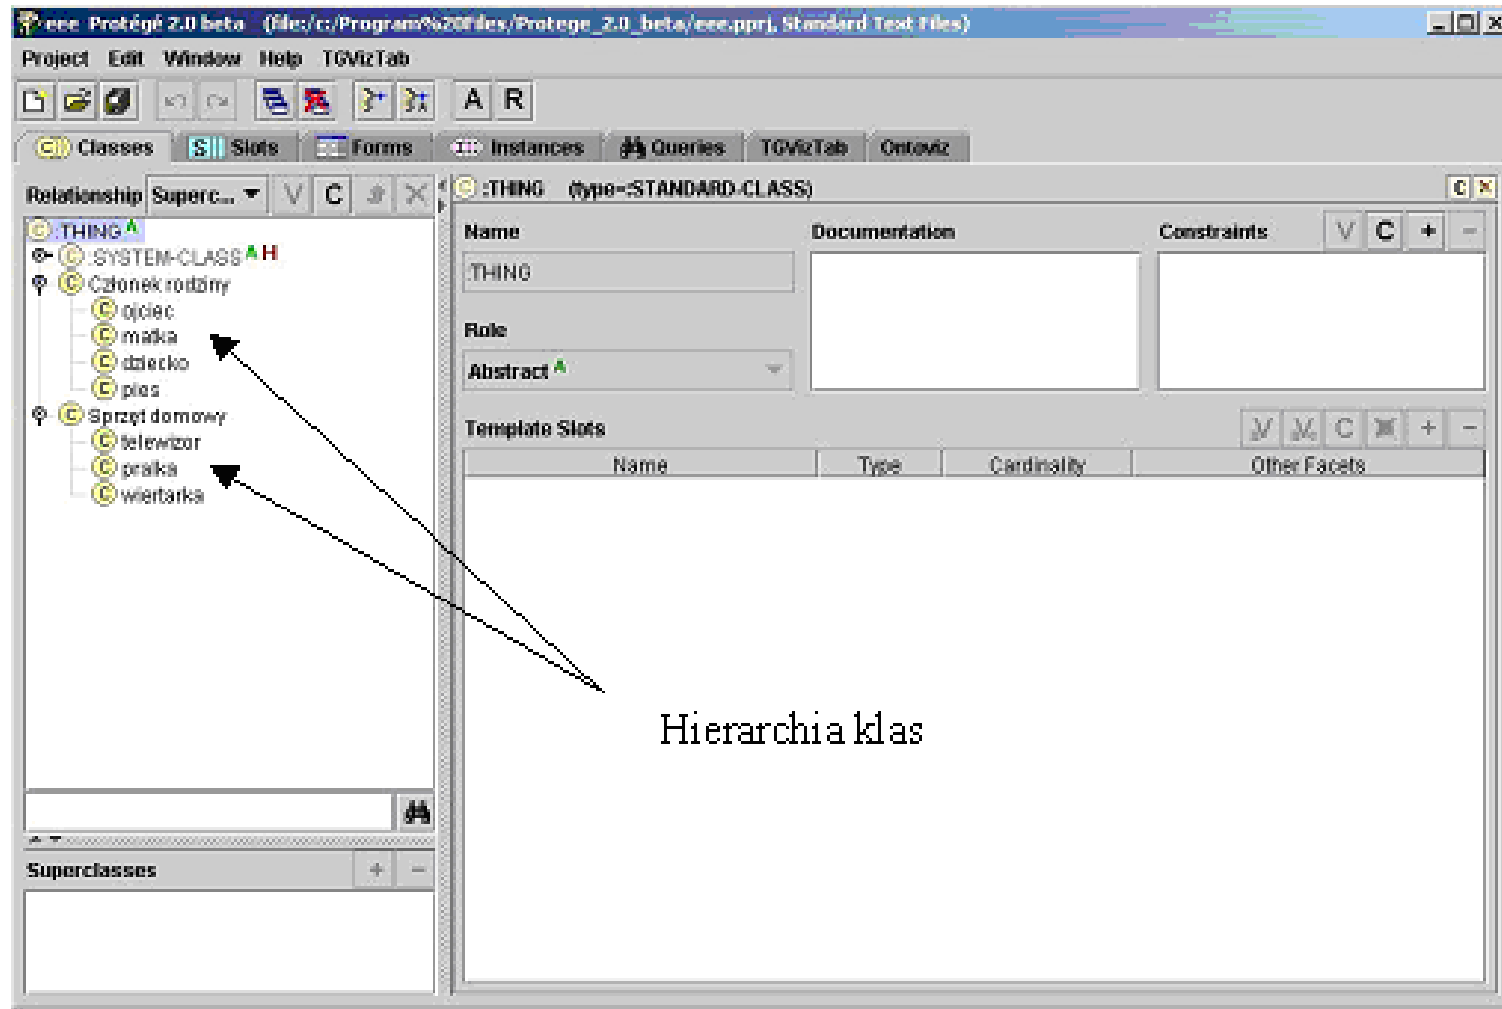 eee Protégé 2.0 beta (file:/c:/Program%20Files/Protege_2.0_beta/eee.pprj, Standard Text Files)
Project Edit Window Help TGVizTab
A R
Classes Slots Forms Instances Queries TGVizTab Ontoviz
Relationship Superc... V C
:THING (type=:STANDARD-CLASS) C
:THING A
:SYSTEM-CLASS A H
Członek rodziny
ojciec
matka
dziecko
pies
Sprzęt domowy
telewizor
pralka
wiertarka
Name Documentation Constraints V C + -
:THING
Role
Abstract A
Template Slots V V C + -
Name Type Cardinality Other Facets
Hierarchia klas
Superclasses + -